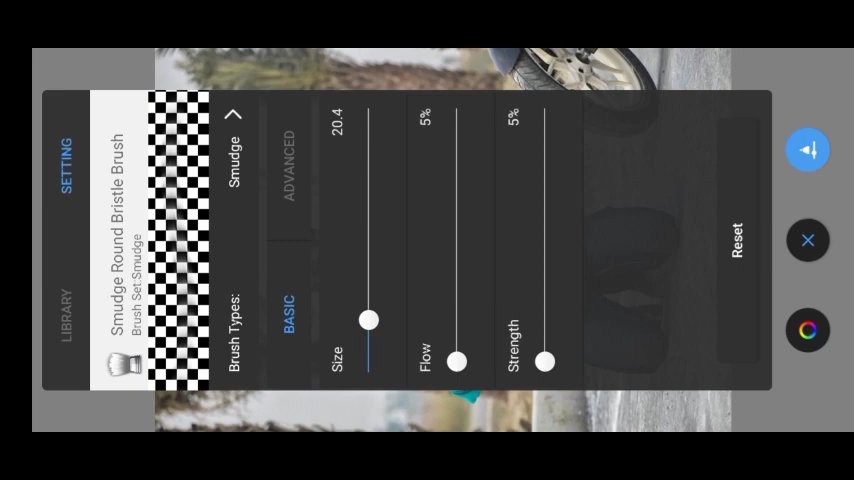 LIBRARY SETTING
Smudge Round Bristle Brush
Brush Set:Smudge
Brush Types: Smudge
BASIC ADVANCED
Size 20.4
Flow 5%
Strength 5%
Reset